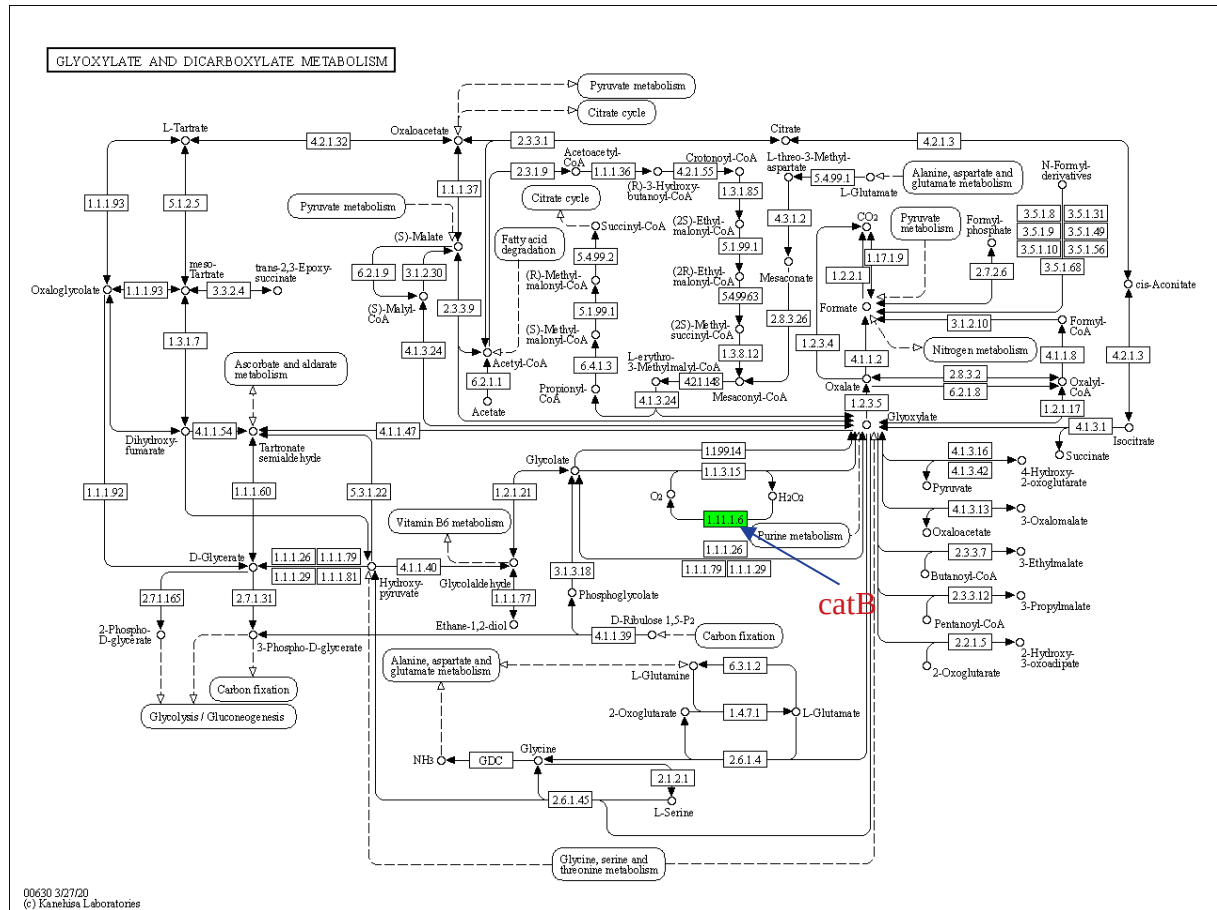 GLYOXYLATE AND DICARBOXYLATE METABOLISM
Pyruvate metabolism
Citrate cycle
L-Tartrate
4.2.1.32
Oxaloacetate
2.3.3.1
Citrate
4.2.1.3
Acetoacetyl-
CoA
2.3.1.9
1.1.1.36
Crotonoyl-CoA
4.2.1.55
(R)-3-Hydroxy-
butanoyl-CoA
L-threo-3-Methyl-
aspartate
5.4.99.1
L-Glutamate
Alanine, aspartate and
glutamate metabolism
N-Formyl-
derivatives
1.1.1.93
5.1.2.5
1.1.1.37
Pyruvate metabolism
Citrate cycle
1.3.1.85
4.3.1.2
CO2
Pyruvate
metabolism
Formyl-
phosphate
3.5.1.8
3.5.1.31
3.5.1.9
3.5.1.49
3.5.1.10
3.5.1.56
3.5.1.68
(S)-Malate
Fatty acid
degradation
Succinyl-CoA
(2S)-Ethyl-
malonyl-CoA
5.4.99.2
5.1.99.1
1.17.1.9
1.2.2.1
2.7.2.6
meso-
Tartrate
trans-2,3-Epoxy-
succinate
6.2.1.9
3.1.2.30
(R)-Methyl-
malonyl-CoA
(2R)-Ethyl-
malonyl-CoA
Mesaconate
cis-Aconitate
Oxaloglycolate
1.1.1.93
3.3.2.4
(S)-Malyl-
CoA
2.3.3.9
5.1.99.1
5.4.99.63
2.8.3.26
Formate
3.1.2.10
Formyl-
CoA
1.3.1.7
4.1.3.24
(S)-Methyl-
malonyl-CoA
(2S)-Methyl-
succinyl-CoA
1.2.3.4
Nitrogen metabolism
4.2.1.3
Ascorbate and aldarate
metabolism
Acetyl-CoA
6.4.1.3
L-erythro-
3-Methylmalyl-CoA
1.3.8.12
4.1.1.2
4.1.1.8
6.2.1.1
Acetate
Propionyl-
CoA
4.2.1.148
4.1.3.24
Mesaconyl-CoA
Oxalate
2.8.3.2
6.2.1.8
Oxalyl-
CoA
1.2.3.5
1.2.1.17
Glyoxylate
Dihydroxy-
fumarate
4.1.1.54
Tartronate
semialdehyde
4.1.1.47
4.1.3.1
Isocitrate
Succinate
Glycolate
1.1.99.14
1.1.3.15
4.1.3.16
4.1.3.42
Pyruvate
4-Hydroxy-
2-oxoglutarate
1.1.1.92
1.1.1.60
5.3.1.22
1.2.1.21
O2
H2O2
1.11.1.6
4.1.3.13
Oxaloacetate
3-Oxalomalate
Vitamin B6 metabolism
Purine metabolism
D-Glycerate
1.1.1.26
1.1.1.79
1.1.1.29
1.1.1.81
Hydroxy-
pyruvate
4.1.1.40
Glycolaldehyde
1.1.1.26
1.1.1.79
1.1.1.29
2.3.3.7
Butanoyl-CoA
3-Ethylmalate
3.1.3.18
Phosphoglycolate
catB
2.3.3.12
Pentanoyl-CoA
3-Propylmalate
2.7.1.165
2.7.1.31
1.1.1.77
Ethane-1,2-diol
2-Phospho-
D-glycerate
3-Phospho-D-glycerate
4.1.1.39
D-Ribulose 1,5-P2
Carbon fixation
2.2.1.5
2-Oxoglutarate
2-Hydroxy-
3-oxoadipate
Alanine, aspartate and
glutamate metabolism
L-Glutamine
6.3.1.2
Carbon fixation
Glycolysis / Gluconeogenesis
2-Oxoglutarate
1.4.7.1
L-Glutamate
NH3
GDC
Glycine
2.6.1.4
2.1.2.1
2.6.1.45
L-Serine
Glycine, serine and
threonine metabolism
00630 3/27/20
(c) Kanehisa Laboratories